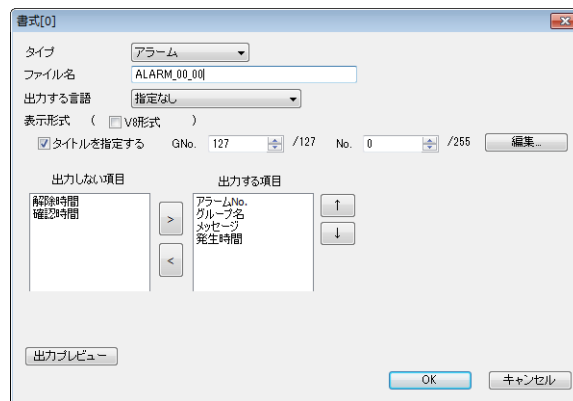 書式[0]
タイプ アラーム
ファイル名 ALARM_00_00
出力する言語 指定なし
表示形式 ( V8形式 )
タイトルを指定する GNo. 127 /127 No. 0 /255 編集...
出力しない項目 出力する項目
解除時間
確認時間
>
<
アラームNo.
グループ名
メッセージ
発生時間
↑
↓
出力プレビュー
OK キャンセル